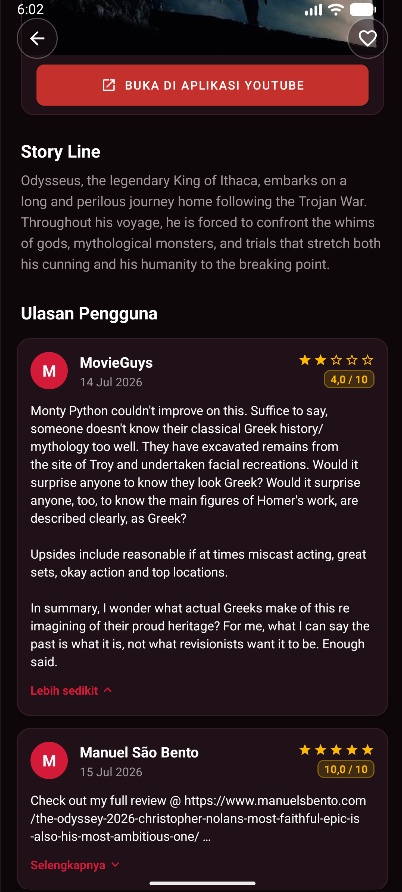 6:02
BUKA DI APLIKASI YOUTUBE
Story Line
Odysseus, the legendary King of Ithaca, embarks on a
long and perilous journey home following the Trojan War.
Throughout his voyage, he is forced to confront the whims
of gods, mythological monsters, and trials that stretch both
his cunning and his humanity to the breaking point.
Ulasan Pengguna
M
MovieGuys
14 Jul 2026
4,0 / 10
Monty Python couldn't improve on this. Suffice to say,
someone doesn't know their classical Greek history/
mythology too well. They have excavated remains from
the site of Troy and undertaken facial recreations. Would it
surprise anyone to know they look Greek? Would it surprise
anyone, too, to know the main figures of Homer's work, are
described clearly, as Greek?
Upsides include reasonable if at times miscast acting, great
sets, okay action and top locations.
In summary, I wonder what actual Greeks make of this re
imagining of their proud heritage? For me, what I can say the
past is what it is, not what revisionists want it to be. Enough
said.
Lebih sedikit
M
Manuel São Bento
15 Jul 2026
10,0 / 10
Check out my full review @ https://www.manuelsbento.com
/the-odyssey-2026-christopher-nolans-most-faithful-epic-is
-also-his-most-ambitious-one/ …
Selengkapnya